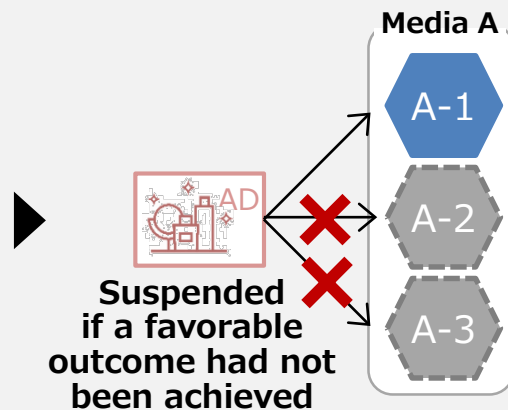 Media A
A-1
AD
A-2
A-3
Suspended
if a favorable
outcome had not
been achieved